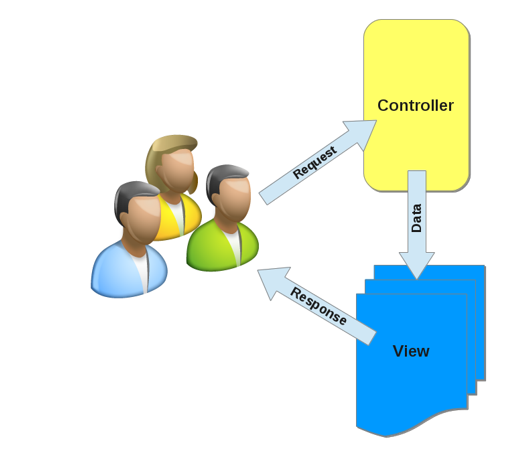 Controller
Request
Data
Response
View